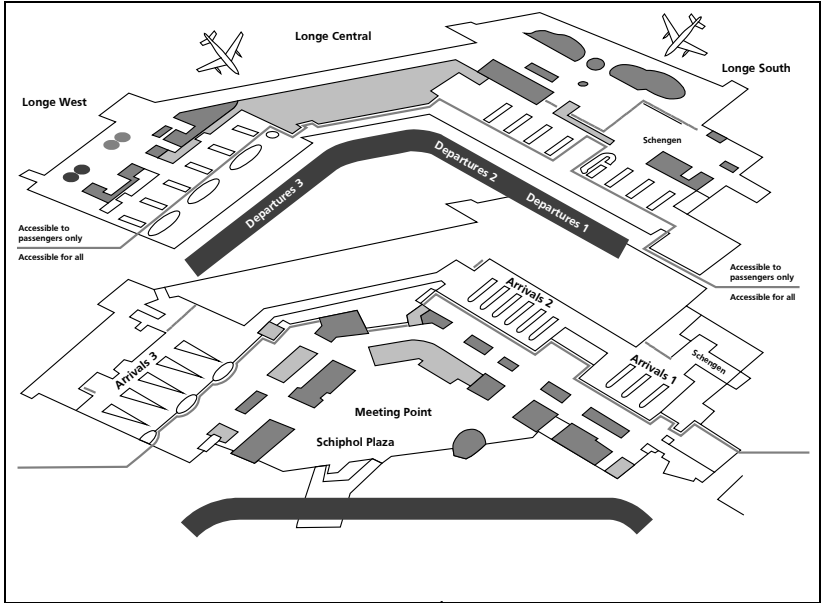 Longe Central
Longe South
Longe West
Schengen
Departures 2
Departures 3
Departures 1
Accessible to
passengers only
Accessible for all
Accessible to
passengers only
Accessible for all
Arrivals 2
Arrivals 3
Arrivals 1
Schengen
Meeting Point
Schiphol Plaza